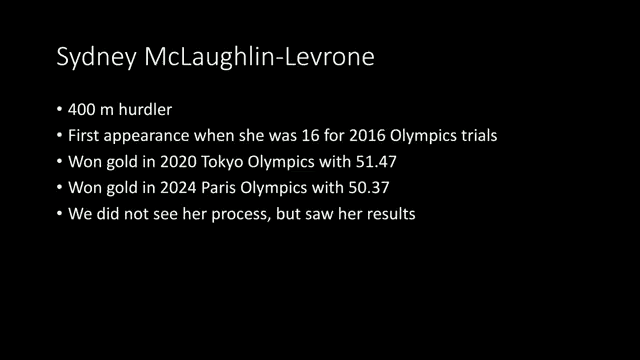 Sydney McLaughlin-Levrone
• 400 m hurdler
• First appearance when she was 16 for 2016 Olympics trials
• Won gold in 2020 Tokyo Olympics with 51.47
• Won gold in 2024 Paris Olympics with 50.37
• We did not see her process, but saw her results